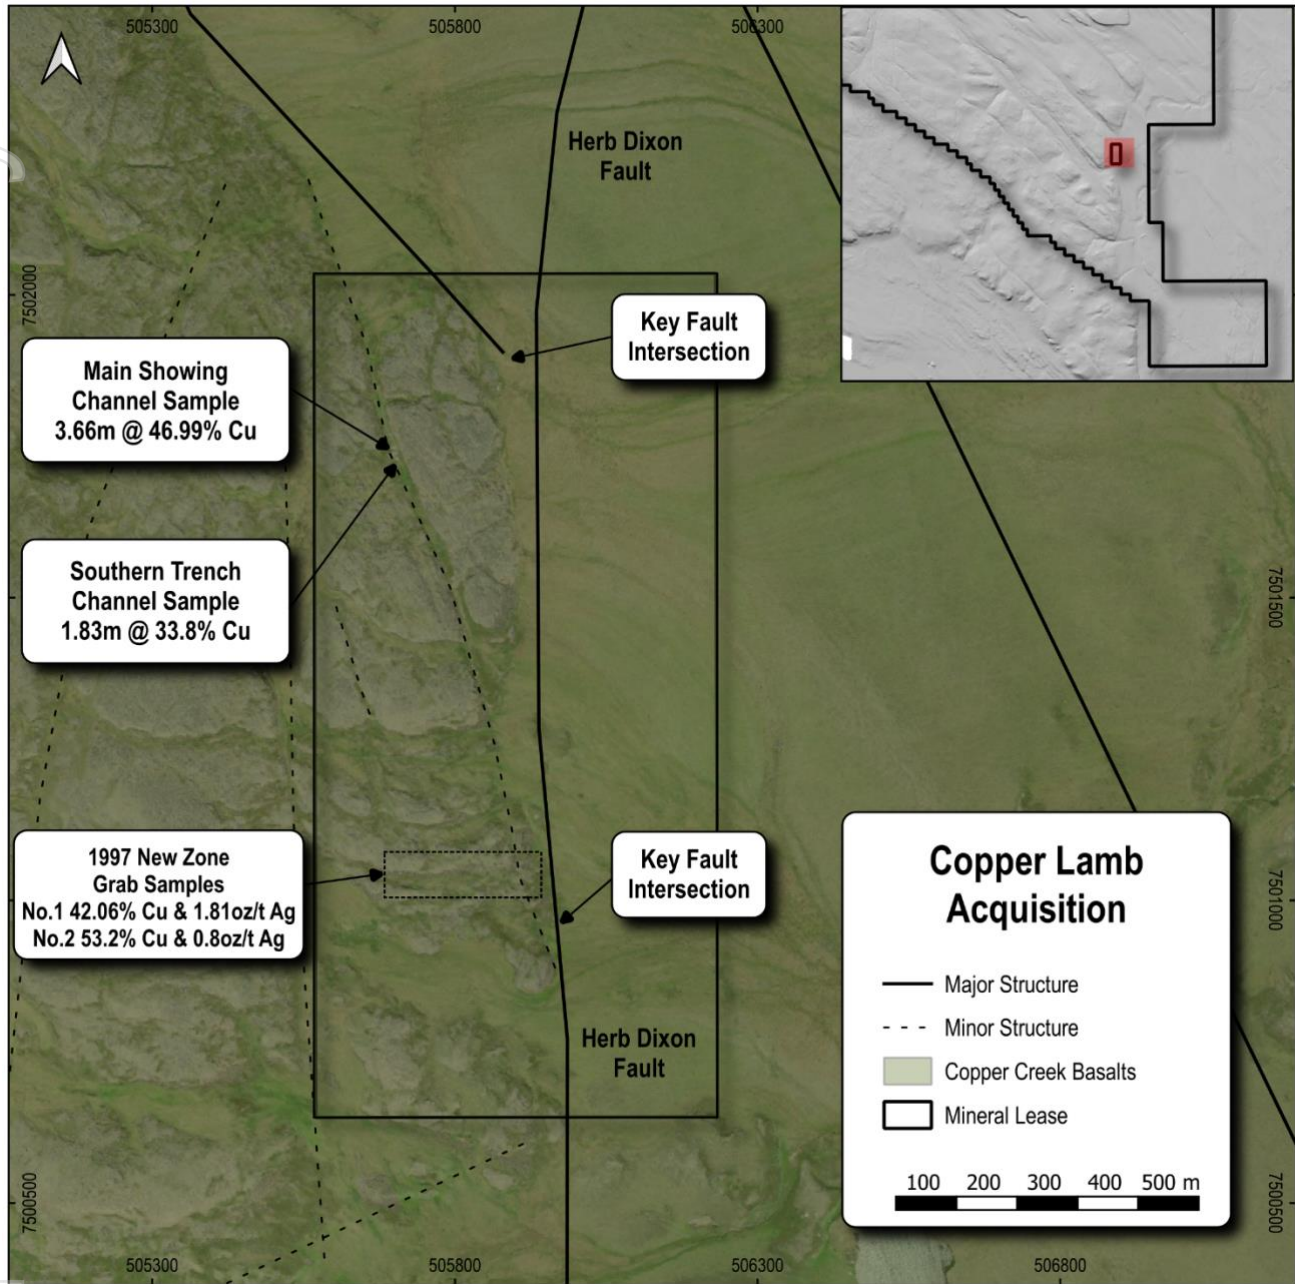 505300
505800
506300
Herb Dixon
Fault
7502000
Key Fault
Intersection
Main Showing
Channel Sample
3.66m @ 46.99% Cu
Southern Trench
Channel Sample
1.83m @ 33.8% Cu
7501500
1997 New Zone
Grab Samples
No.1 42.06% Cu & 1.81oz/t Ag
No.2 53.2% Cu & 0.8oz/t Ag
Key Fault
Intersection
7501000
Herb Dixon
Fault
Copper Lamb
Acquisition
Major Structure
Minor Structure
Copper Creek Basalts
Mineral Lease
100 200 300 400 500 m
7500500
7500500
505300
505800
506300
506800